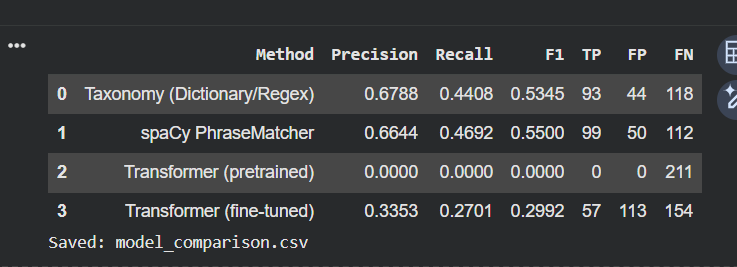 Method Precision Recall F1 TP FP FN
0 Taxonomy (Dictionary/Regex) 0.6788 0.4408 0.5345 93 44 118
1 spaCy PhraseMatcher 0.6644 0.4692 0.5500 99 50 112
2 Transformer (pretrained) 0.0000 0.0000 0.0000 0 0 211
3 Transformer (fine-tuned) 0.3353 0.2701 0.2992 57 113 154
Saved: model_comparison.csv